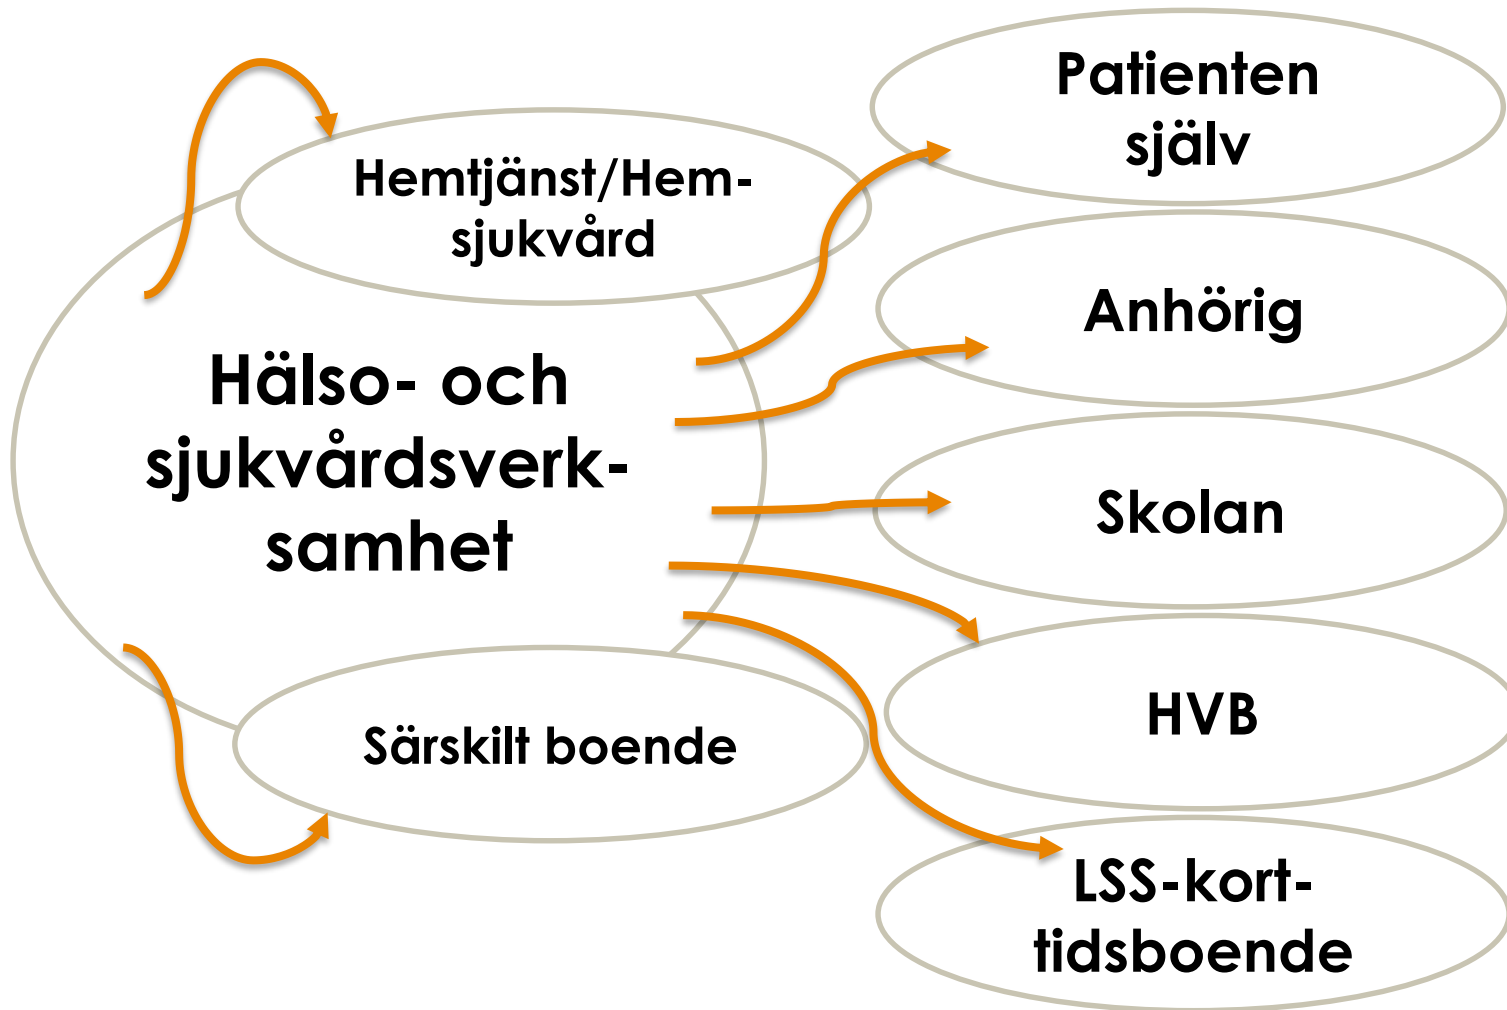 Hemtjänst/Hem-
sjukvård
Hälso- och
sjukvårdsverk-
samhet
Särskilt boende
Patienten
själv
Anhörig
Skolan
HVB
LSS-kort-
tidsboende